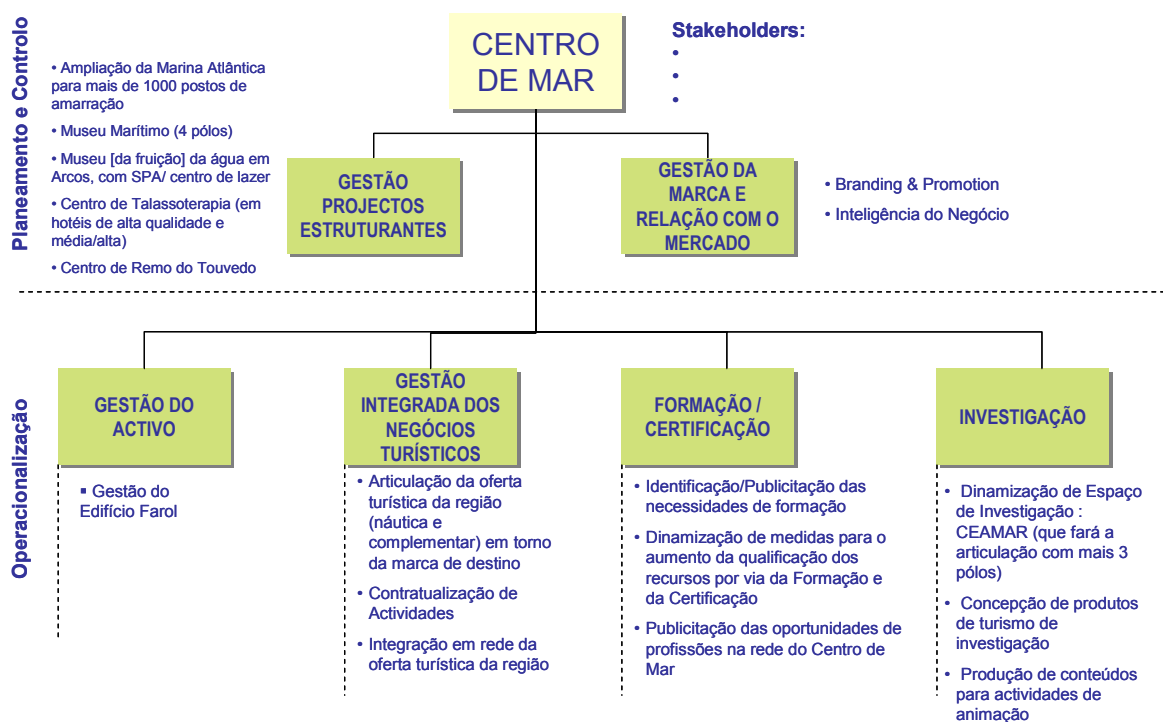 Planeamento e Controlo
CENTRO
DE MAR
Stakeholders:
•
•
•
• Ampliação da Marina Atlântica
para mais de 1000 postos de
amarração
• Museu Marítimo (4 pólos)
• Museu [da fruição] da água em
Arcos, com SPA/ centro de lazer
• Centro de Talassoterapia (em
hotéis de alta qualidade e
média/alta)
• Centro de Remo do Touvedo
GESTÃO
PROJECTOS
ESTRUTURANTES
GESTÃO DA
MARCA E
RELAÇÃO COM O
MERCADO
• Branding & Promotion
• Inteligência do Negócio
Operacionalização
GESTÃO DO
ACTIVO
▪ Gestão do
Edifício Farol
GESTÃO
INTEGRADA DOS
NEGÓCIOS
TURÍSTICOS
• Articulação da oferta
turística da região
(náutica e
complementar) em torno
da marca de destino
• Contratualização de
Actividades
• Integração em rede da
oferta turística da região
FORMAÇÃO /
CERTIFICAÇÃO
• Identificação/Publicitação das
necessidades de formação
• Dinamização de medidas para o
aumento da qualificação dos
recursos por via da Formação e
da Certificação
• Publicitação das oportunidades de
profissões na rede do Centro de
Mar
INVESTIGAÇÃO
• Dinamização de Espaço
de Investigação :
CEAMAR (que fará a
articulação com mais 3
pólos)
• Concepção de produtos
de turismo de
investigação
• Produção de conteúdos
para actividades de
animação